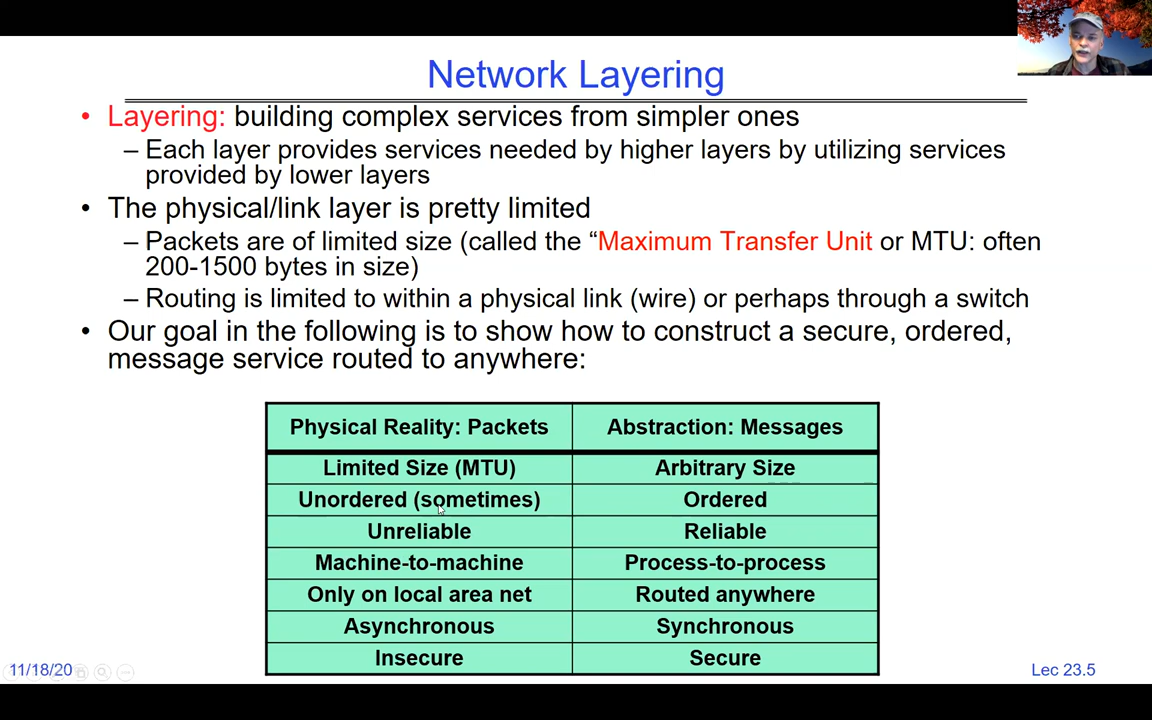 Network Layering
• Layering: building complex services from simpler ones
– Each layer provides services needed by higher layers by utilizing services
provided by lower layers
• The physical/link layer is pretty limited
– Packets are of limited size (called the “Maximum Transfer Unit or MTU: often
200-1500 bytes in size)
– Routing is limited to within a physical link (wire) or perhaps through a switch
• Our goal in the following is to show how to construct a secure, ordered,
message service routed to anywhere:
Physical Reality: Packets Abstraction: Messages
Limited Size (MTU) Arbitrary Size
Unordered (sometimes) Ordered
Unreliable Reliable
Machine-to-machine Process-to-process
Only on local area net Routed anywhere
Asynchronous Synchronous
Insecure Secure
11/18/20 Lec 23.5